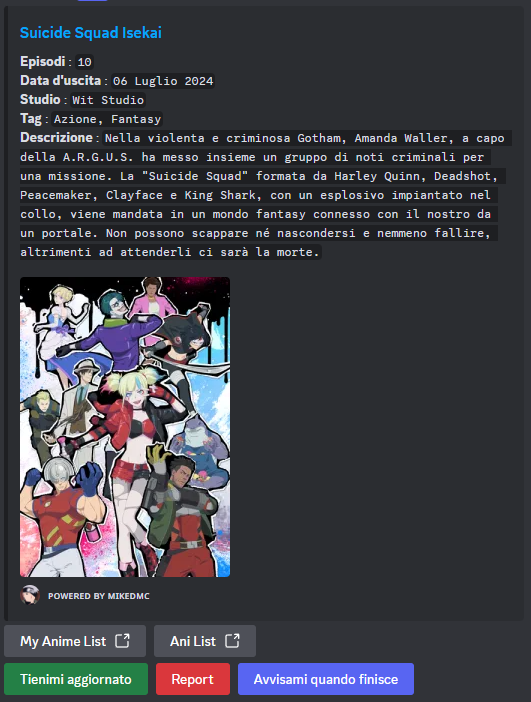 Suicide Squad Isekai
Episodi : 10
Data d'uscita : 06 Luglio 2024
Studio : Wit Studio
Tag : Azione, Fantasy
Descrizione : Nella violenta e criminosa Gotham, Amanda Waller, a capo
della A.R.G.U.S. ha messo insieme un gruppo di noti criminali per
una missione. La "Suicide Squad" formata da Harley Quinn, Deadshot,
Peacemaker, Clayface e King Shark, con un esplosivo impiantato nel
collo, viene mandata in un mondo fantasy connesso con il nostro da
un portale. Non possono scappare né nascondersi e nemmeno fallire,
altrimenti ad attenderli ci sarà la morte.
POWERED BY MIKEDMC
My Anime List
Ani List
Tienimi aggiornato
Report
Avvisami quando finisce